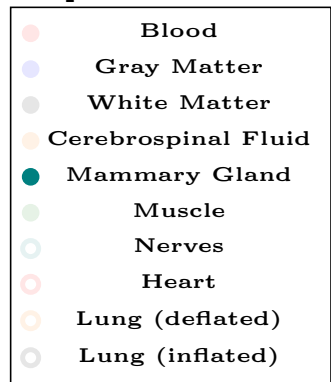 Blood
Gray Matter
White Matter
Cerebrospinal Fluid
Mammary Gland
Muscle
Nerves
Heart
Lung (deflated)
Lung (inflated)